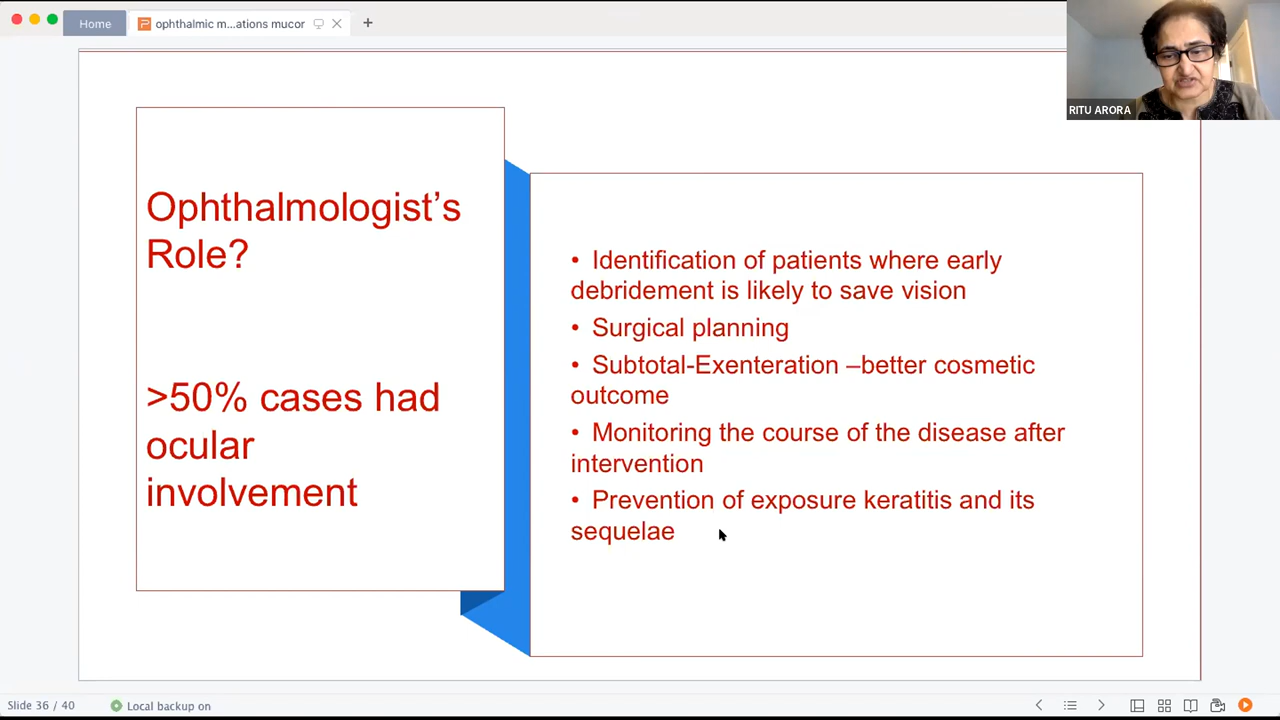 Home
ophthalmic m...ations mucor
RITU ARORA
Ophthalmologist's
Role?
>50% cases had
ocular
involvement
• Identification of patients where early
debridement is likely to save vision
• Surgical planning
• Subtotal-Exenteration –better cosmetic
outcome
• Monitoring the course of the disease after
intervention
• Prevention of exposure keratitis and its
sequelae
Slide 36 / 40
Local backup on